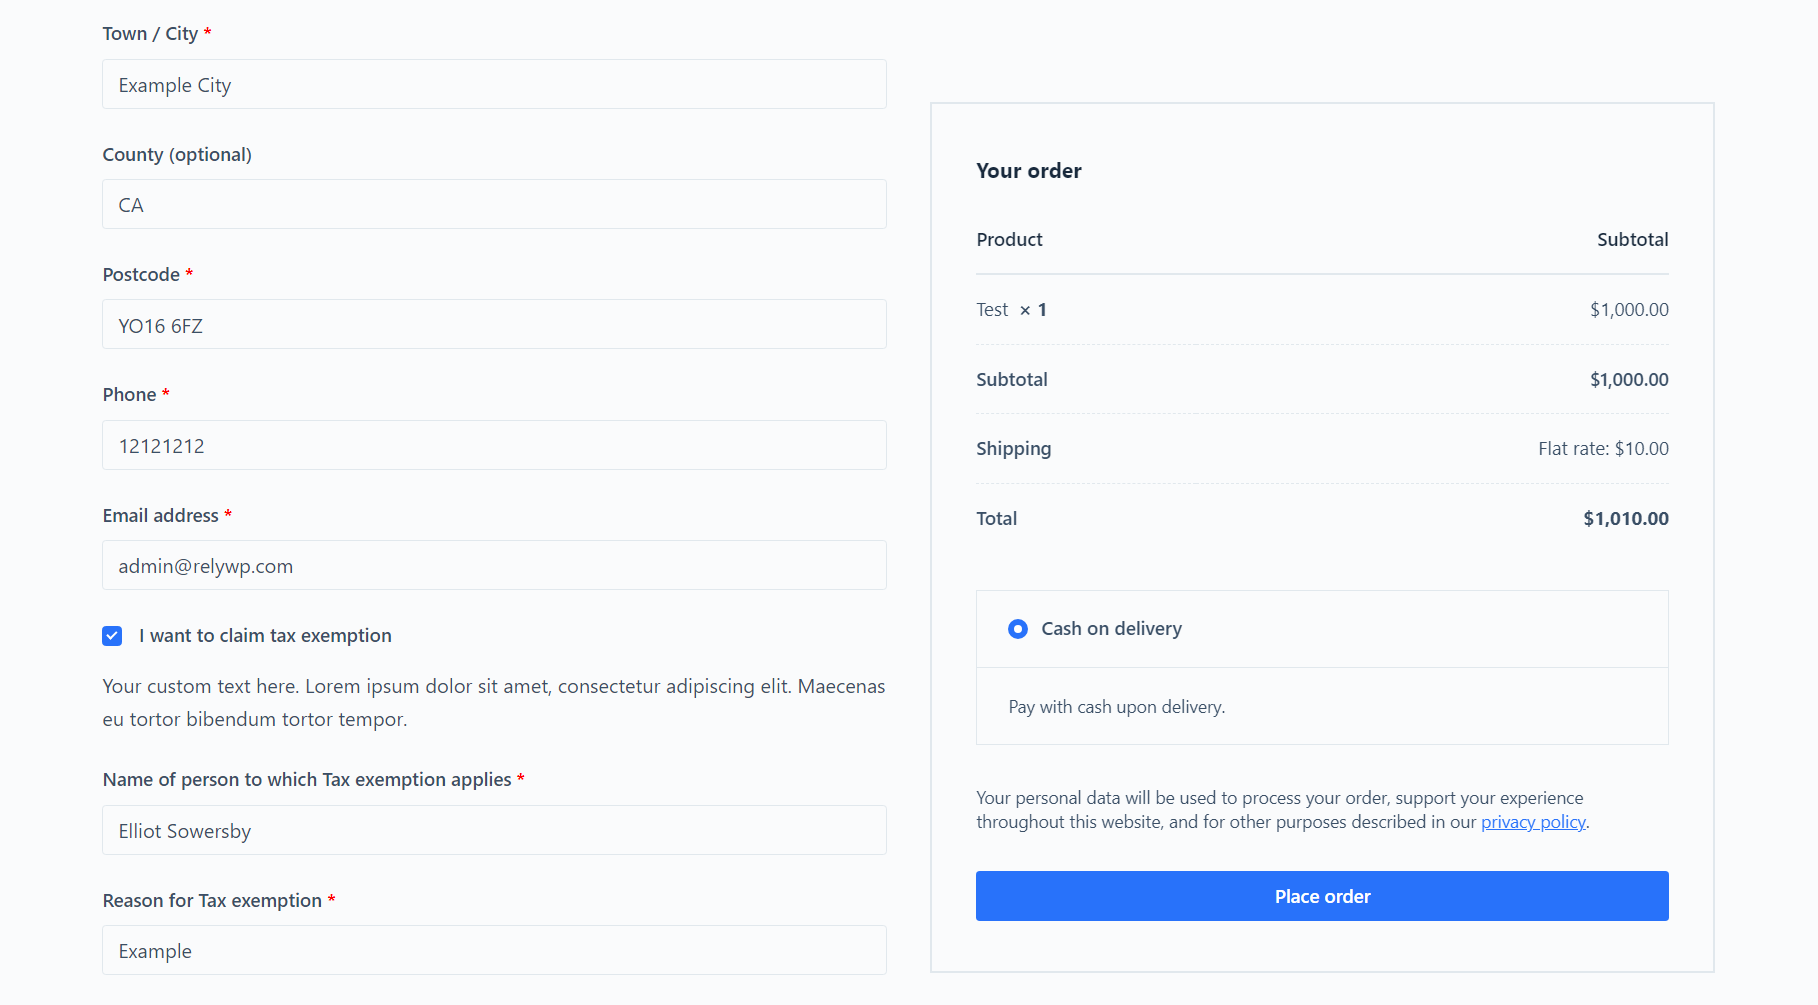 Town / City *
Example City
County (optional)
CA
Postcode *
YO16 6FZ
Phone *
12121212
Email address *
admin@relywp.com
I want to claim tax exemption
Your custom text here. Lorem ipsum dolor sit amet, consectetur adipiscing elit. Maecenas
eu tortor bibendum tortor tempor.
Name of person to which Tax exemption applies *
Elliot Sowersby
Reason for Tax exemption *
Example
Your order
Product Subtotal
Test × 1 $1,000.00
Subtotal $1,000.00
Shipping Flat rate: $10.00
Total $1,010.00
Cash on delivery
Pay with cash upon delivery.
Your personal data will be used to process your order, support your experience
throughout this website, and for other purposes described in our privacy policy.
Place order